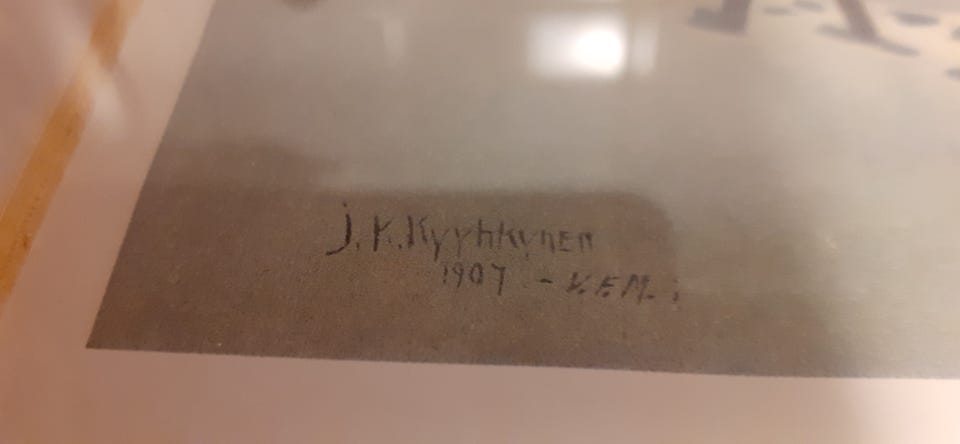 J. K. Kyyhkynen
1907 - V. F. M.